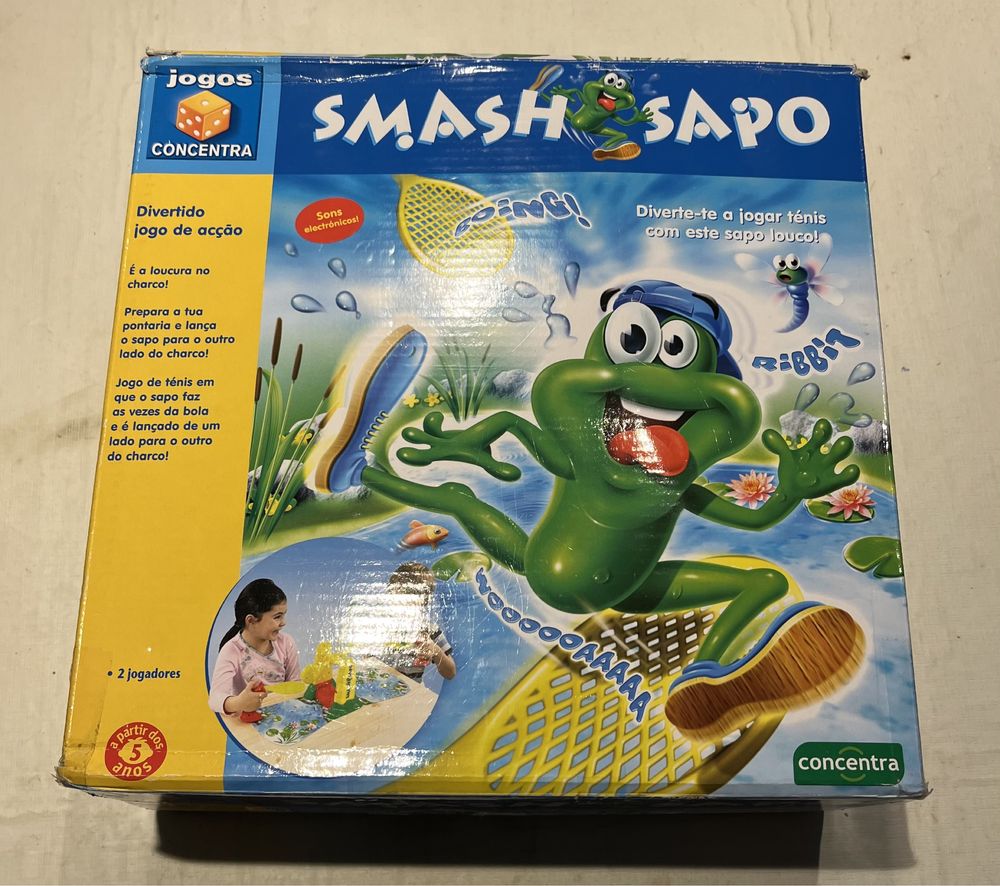 jogos
CONCENTRA
SMASH SAPO
Divertido
jogo de acção
É a loucura no
charco!
Prepara a tua
pontaria e lança
o sapo para o outro
lado do charco!
Jogo de ténis em
que o sapo faz
as vezes da bola
e é lançado de um
lado para o outro
do charco!
• 2 jogadores
a partir dos
5
anos
Sons
electrónicos!
BOING!
Diverte-te a jogar ténis
com este sapo louco!
RIBBIT
WOOOOOAAAAA
concentra